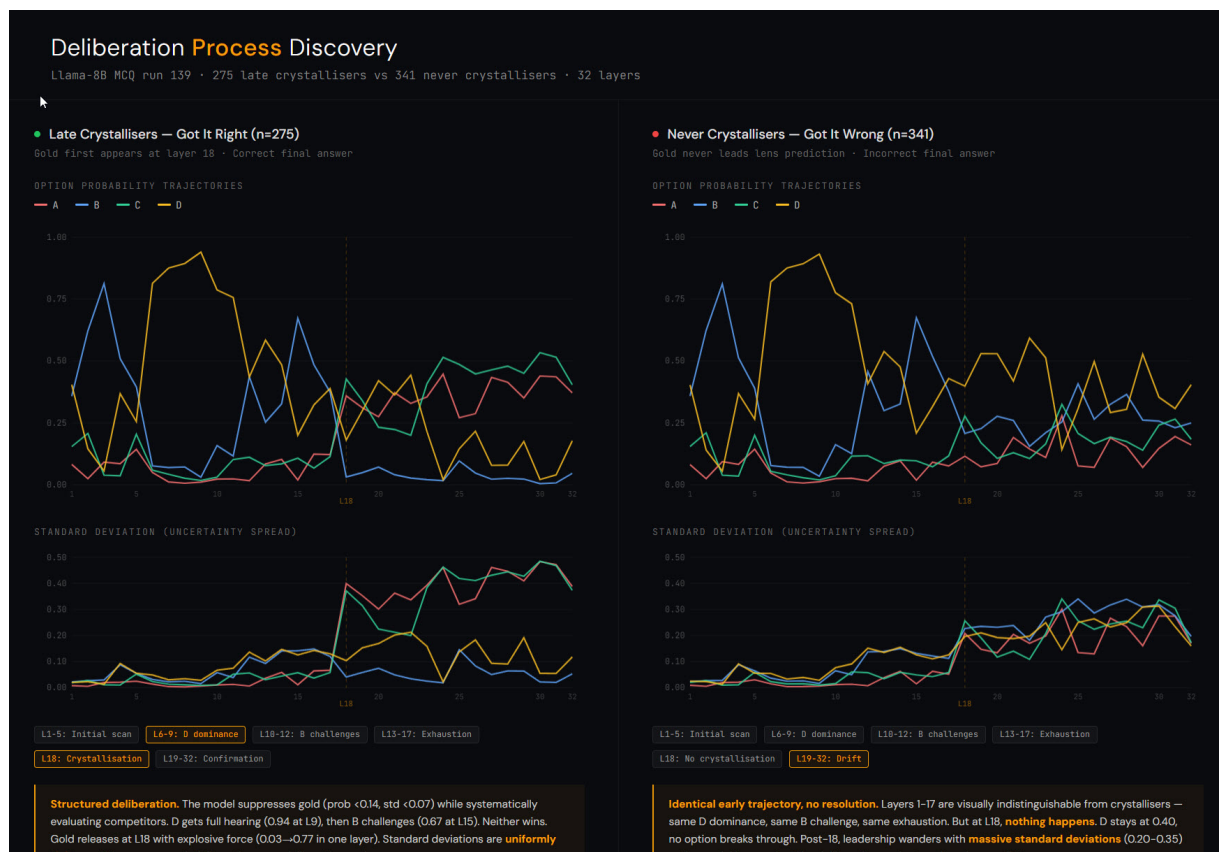 Deliberation Process Discovery
Llama-8B MCQ run 139 · 275 late crystallisers vs 341 never crystallisers · 32 layers
Late Crystallisers — Got It Right (n=275)
Gold first appears at layer 18 · Correct final answer
OPTION PROBABILITY TRAJECTORIES
A B C D
1.00
0.75
0.50
0.25
0.00
1 5 10 15 20 25 30 32
L18
STANDARD DEVIATION (UNCERTAINTY SPREAD)
0.50
0.40
0.30
0.20
0.10
0.00
1 5 10 15 20 25 30 32
L18
L1-5: Initial scan L6-9: D dominance L10-12: B challenges L13-17: Exhaustion
L18: Crystallisation L19-32: Confirmation
Structured deliberation. The model suppresses gold (prob <0.14, std <0.07) while systematically
evaluating competitors. D gets full hearing (0.94 at L9), then B challenges (0.67 at L15). Neither wins.
Gold releases at L18 with explosive force (0.03→0.77 in one layer). Standard deviations are uniformly
Never Crystallisers — Got It Wrong (n=341)
Gold never leads lens prediction · Incorrect final answer
OPTION PROBABILITY TRAJECTORIES
A B C D
1.00
0.75
0.50
0.25
0.00
1 5 10 15 20 25 30 32
L18
STANDARD DEVIATION (UNCERTAINTY SPREAD)
0.50
0.40
0.30
0.20
0.10
0.00
1 5 10 15 20 25 30 32
L18
L1-5: Initial scan L6-9: D dominance L10-12: B challenges L13-17: Exhaustion
L18: No crystallisation L19-32: Drift
Identical early trajectory, no resolution. Layers 1–17 are visually indistinguishable from crystallisers —
same D dominance, same B challenge, same exhaustion. But at L18, nothing happens. D stays at 0.40,
no option breaks through. Post-18, leadership wanders with massive standard deviations (0.20–0.35)